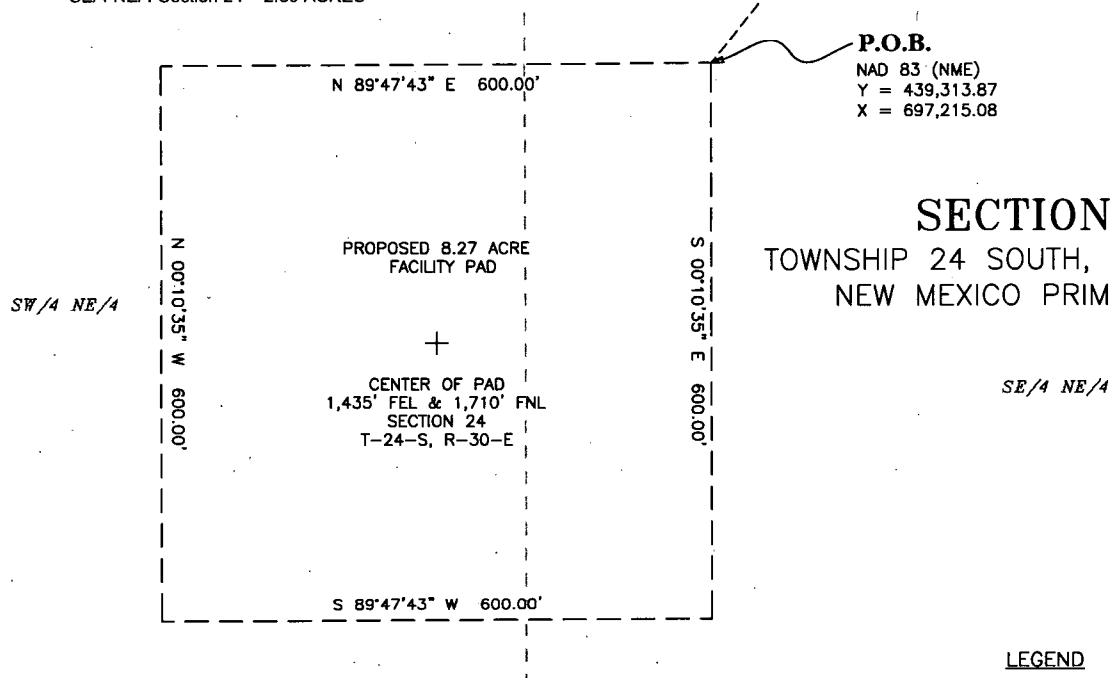 P.O.B.
NAD 83 (NME)
Y = 439,313.87
X = 697,215.08
N 89°47'43" E 600.00'
SECTION
TOWNSHIP 24 SOUTH,
NEW MEXICO PRIM
PROPOSED 8.27 ACRE
FACILITY PAD
N 00°10'35" W 600.00'
S 00°10'35" E 600.00'
SW/4 NE/4
SE/4 NE/4
CENTER OF PAD
1,435' FEL & 1,710' FNL
SECTION 24
T-24-S, R-30-E
S 89°47'43" W 600.00'
LEGEND